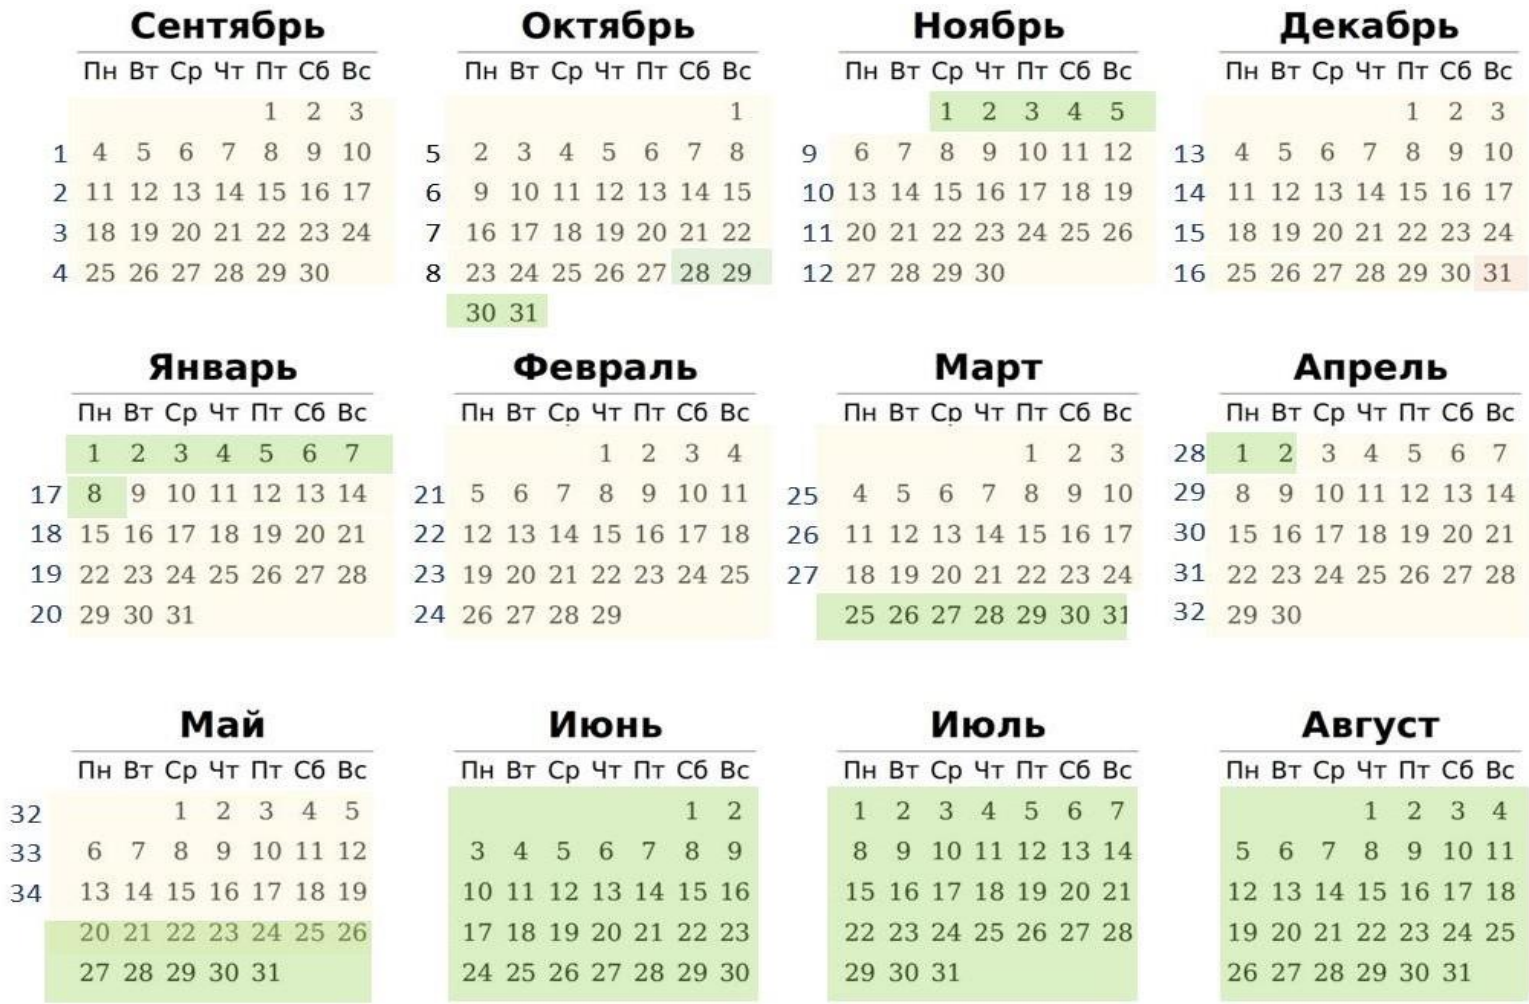 Сентябрь Октябрь Ноябрь Декабрь
Пн Вт Ср Чт Пт Сб Вс Пн Вт Ср Чт Пт Сб Вс Пн Вт Ср Чт Пт Сб Вс Пн Вт Ср Чт Пт Сб Вс
1 2 3 1 1 2 3 4 5 1 2 3
1 4 5 6 7 8 9 10 5 2 3 4 5 6 7 8 9 6 7 8 9 10 11 12 13 4 5 6 7 8 9 10
2 11 12 13 14 15 16 17 6 9 10 11 12 13 14 15 10 13 14 15 16 17 18 19 14 11 12 13 14 15 16 17
3 18 19 20 21 22 23 24 7 16 17 18 19 20 21 22 11 20 21 22 23 24 25 26 15 18 19 20 21 22 23 24
4 25 26 27 28 29 30 8 23 24 25 26 27 28 29 12 27 28 29 30 16 25 26 27 28 29 30 31
30 31
Январь Февраль Март Апрель
Пн Вт Ср Чт Пт Сб Вс Пн Вт Ср Чт Пт Сб Вс Пн Вт Ср Чт Пт Сб Вс Пн Вт Ср Чт Пт Сб Вс
1 2 3 4 5 6 7 1 2 3 4 1 2 3 28 1 2 3 4 5 6 7
17 8 9 10 11 12 13 14 21 5 6 7 8 9 10 11 25 4 5 6 7 8 9 10 29 8 9 10 11 12 13 14
18 15 16 17 18 19 20 21 22 12 13 14 15 16 17 18 26 11 12 13 14 15 16 17 30 15 16 17 18 19 20 21
19 22 23 24 25 26 27 28 23 19 20 21 22 23 24 25 27 18 19 20 21 22 23 24 31 22 23 24 25 26 27 28
20 29 30 31 24 26 27 28 29 25 26 27 28 29 30 31 32 29 30
Май Июнь Июль Август
Пн Вт Ср Чт Пт Сб Вс Пн Вт Ср Чт Пт Сб Вс Пн Вт Ср Чт Пт Сб Вс Пн Вт Ср Чт Пт Сб Вс
32 1 2 3 4 5 1 2 1 2 3 4 5 6 7 1 2 3 4
33 6 7 8 9 10 11 12 3 4 5 6 7 8 9 8 9 10 11 12 13 14 5 6 7 8 9 10 11
34 13 14 15 16 17 18 19 10 11 12 13 14 15 16 15 16 17 18 19 20 21 12 13 14 15 16 17 18
20 21 22 23 24 25 26 17 18 19 20 21 22 23 22 23 24 25 26 27 28 19 20 21 22 23 24 25
27 28 29 30 31 24 25 26 27 28 29 30 29 30 31 26 27 28 29 30 31